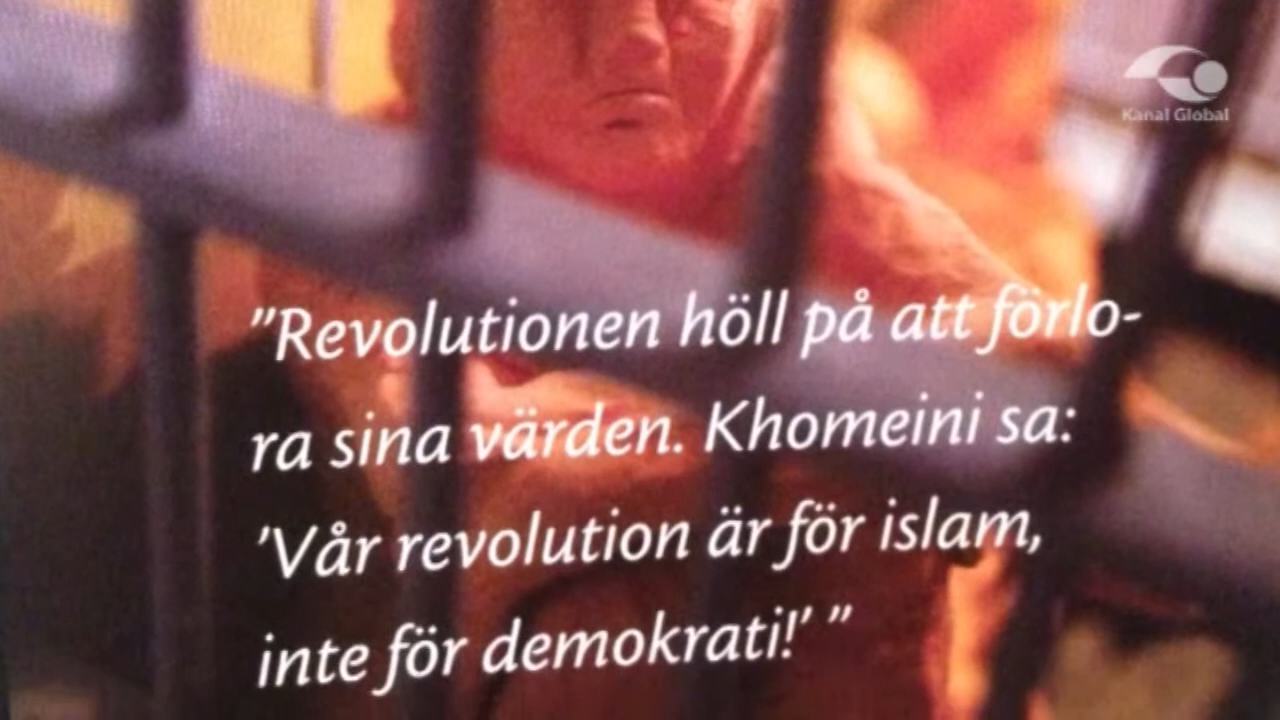 Kanal Global
”Revolutionen höll på att förlo-
ra sina värden. Khomeini sa:
’Vår revolution är för islam,
inte för demokrati!’ ”